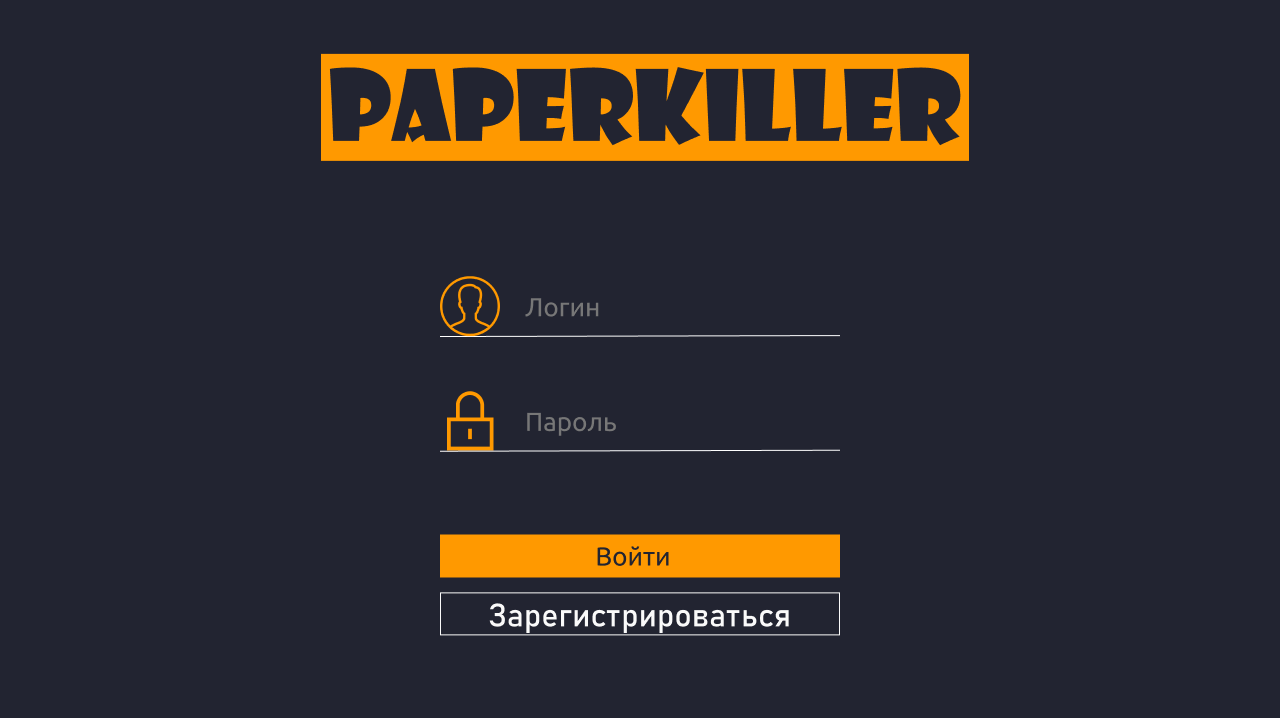 PAPERKILLER
Логин
Пароль
Войти
Зарегистрироваться